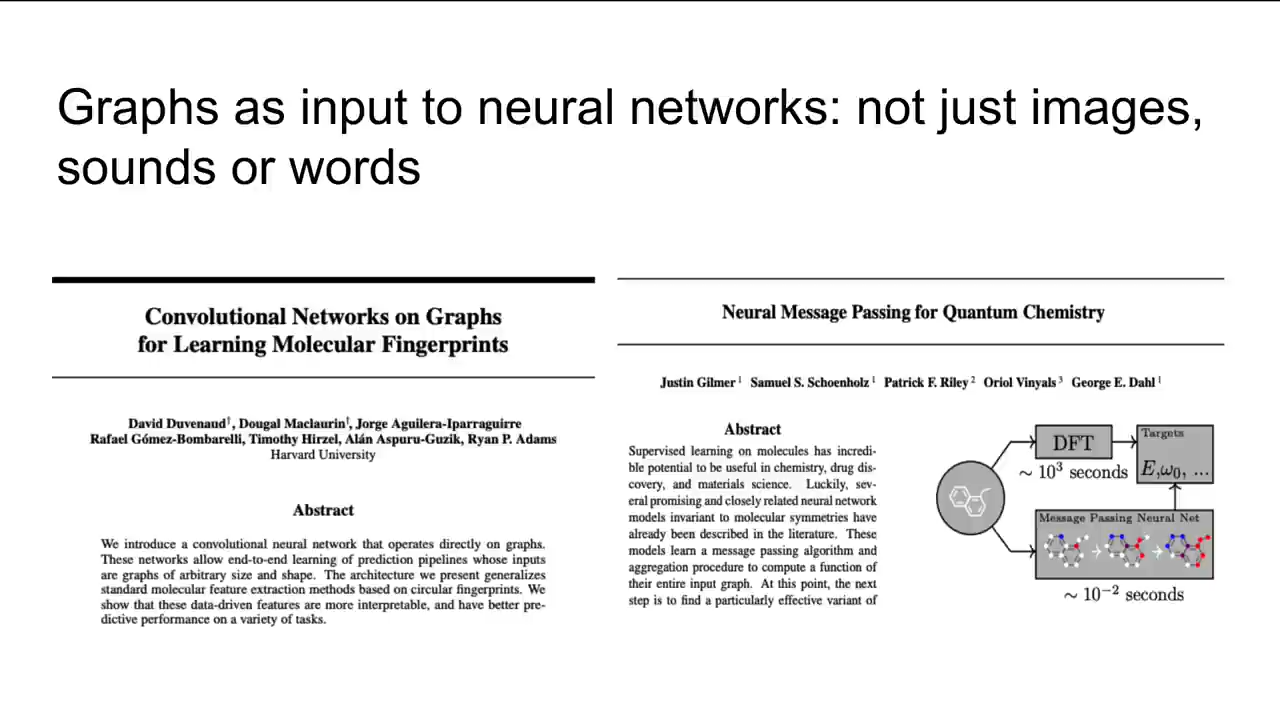 Graphs as input to neural networks: not just images,
sounds or words
Convolutional Networks on Graphs
for Learning Molecular Fingerprints
David Duvenaud†, Dougal Maclaurin†, Jorge Aguilera-Iparraguirre
Rafael Gómez-Bombarelli, Timothy Hirzel, Alán Aspuru-Guzik, Ryan P. Adams
Harvard University
Abstract
We introduce a convolutional neural network that operates directly on graphs.
These networks allow end-to-end learning of prediction pipelines whose inputs
are graphs of arbitrary size and shape. The architecture we present generalizes
standard molecular feature extraction methods based on circular fingerprints. We
show that these data-driven features are more interpretable, and have better pre-
dictive performance on a variety of tasks.
Neural Message Passing for Quantum Chemistry
Justin Gilmer 1 Samuel S. Schoenholz 1 Patrick F. Riley 2 Oriol Vinyals 3 George E. Dahl 1
Abstract
Supervised learning on molecules has incredi-
ble potential to be useful in chemistry, drug dis-
covery, and materials science. Luckily, sev-
eral promising and closely related neural network
models invariant to molecular symmetries have
already been described in the literature. These
models learn a message passing algorithm and
aggregation procedure to compute a function of
their entire input graph. At this point, the next
step is to find a particularly effective variant of
DFT
~ 10³ seconds
Targets
E,ω₀, ...
Message Passing Neural Net
~ 10⁻² seconds